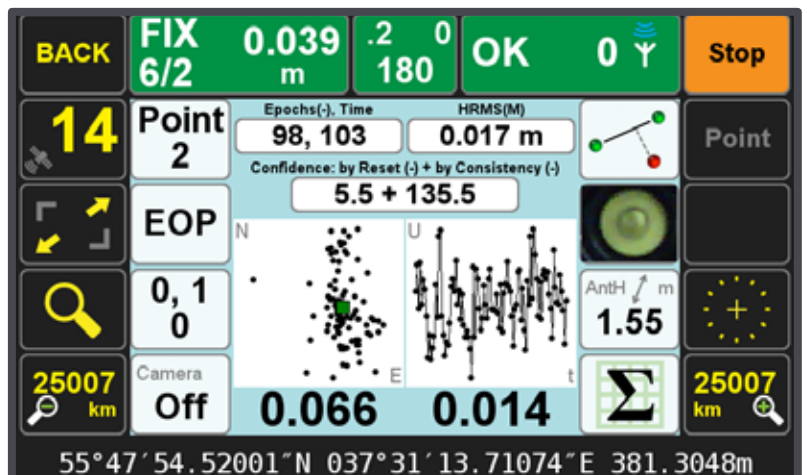 BACK
FIX 0.039
6/2 m
.2 0
180
OK 0
Stop
14
Point
2
Epochs(-), Time
98, 103
HRMS(M)
0.017 m
Point
Confidence: by Reset (-) + by Consistency (-)
5.5 + 135.5
EOP
N
U
0, 1
0
AntH m
1.55
25007
km
Camera
Off
E
t
0.066
0.014
Σ
25007
km
55°47′54.52001″N 037°31′13.71074″E 381.3048m